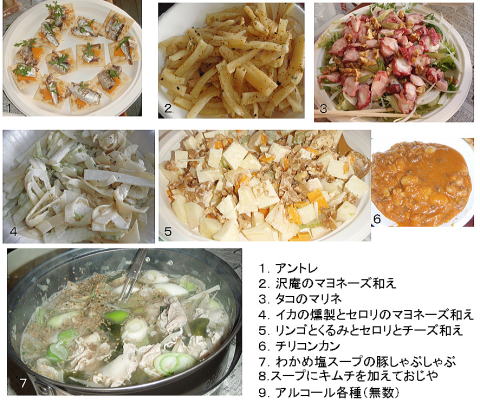 1
2
3
4
5
6
7
1. アントレ
2. 沢庵のマヨネーズ和え
3. タコのマリネ
4. イカの燻製とセロリのマヨネーズ和え
5. リンゴとくるみとセロリとチーズ和え
6. チリコンカン
7. わかめ塩スープの豚しゃぶしゃぶ
8.スープにキムチを加えておじや
9. アルコール各種（無数）